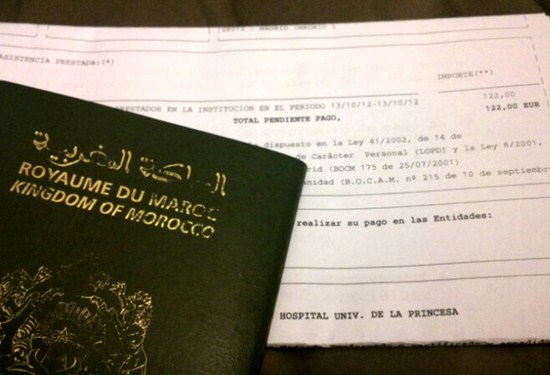 28012 - MADRID (MADRID )
ASISTENCIA PRESTADA:(*)
IMPORTE(**)
PRESTADOS EN LA INSTITUCION EN EL PERIODO 13/10/12-13/10/12
122,00
TOTAL PENDIENTE PAGO,
122,00 EUR
dispuesto en la Ley 41/2002, de 14 de
de Carácter Personal (LOPD) y la Ley 8/2001,
(BOCM 175 de 25/07/2001)
(B.O.C.A.M. nº 215 de 10 de septiembre
realizar su pago en las Entidades:
HOSPITAL UNIV. DE LA PRINCESA
المملكة المغربية
ROYAUME DU MAROC
KINGDOM OF MOROCCO